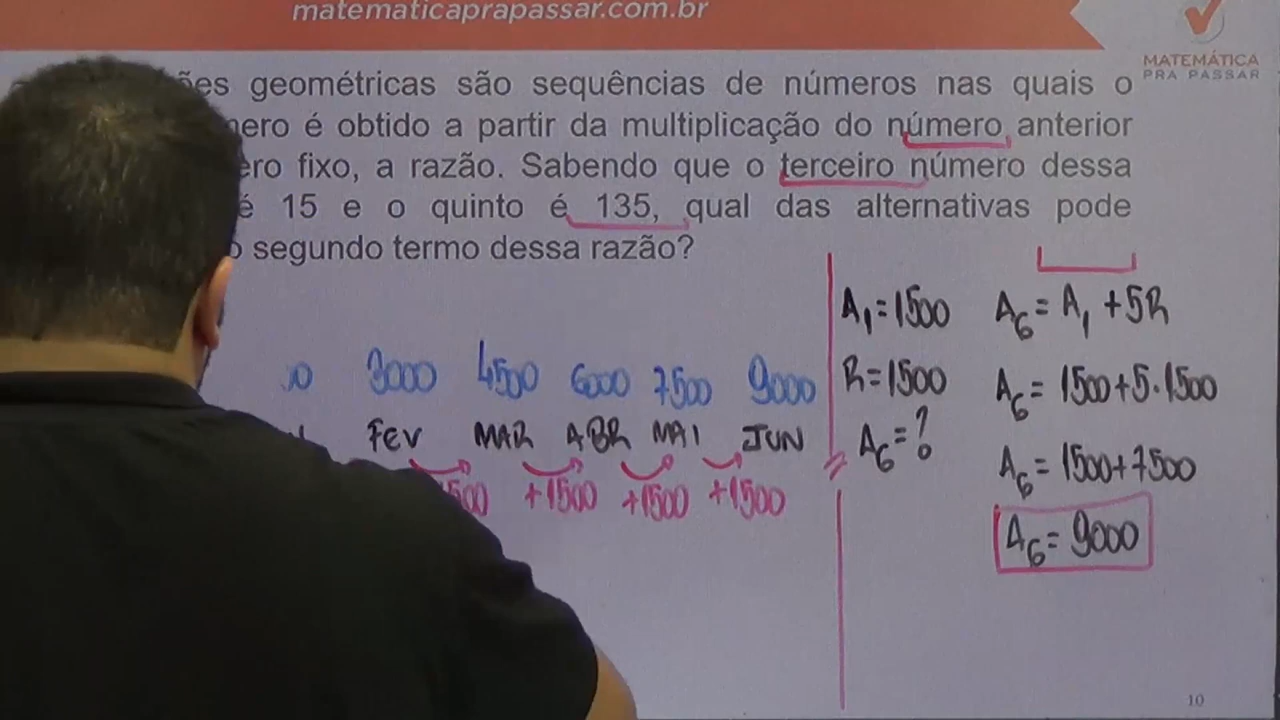 matematicaprapassar.com.br
MATEMÁTICA
PRA PASSAR
geométricas são sequências de números nas quais o
é obtido a partir da multiplicação do número anterior
fixo, a razão. Sabendo que o terceiro número dessa
é 15 e o quinto é 135, qual das alternativas pode
segundo termo dessa razão?
A₁=1500
R=1500
A₆=?
A₆= A₁ +5R
A₆= 1500+5·1500
A₆= 1500+7500
A₆= 9000
3000 4500 6000 7500 9000
FEV MAR ABR MAI JUN
+1500 +1500 +1500
10